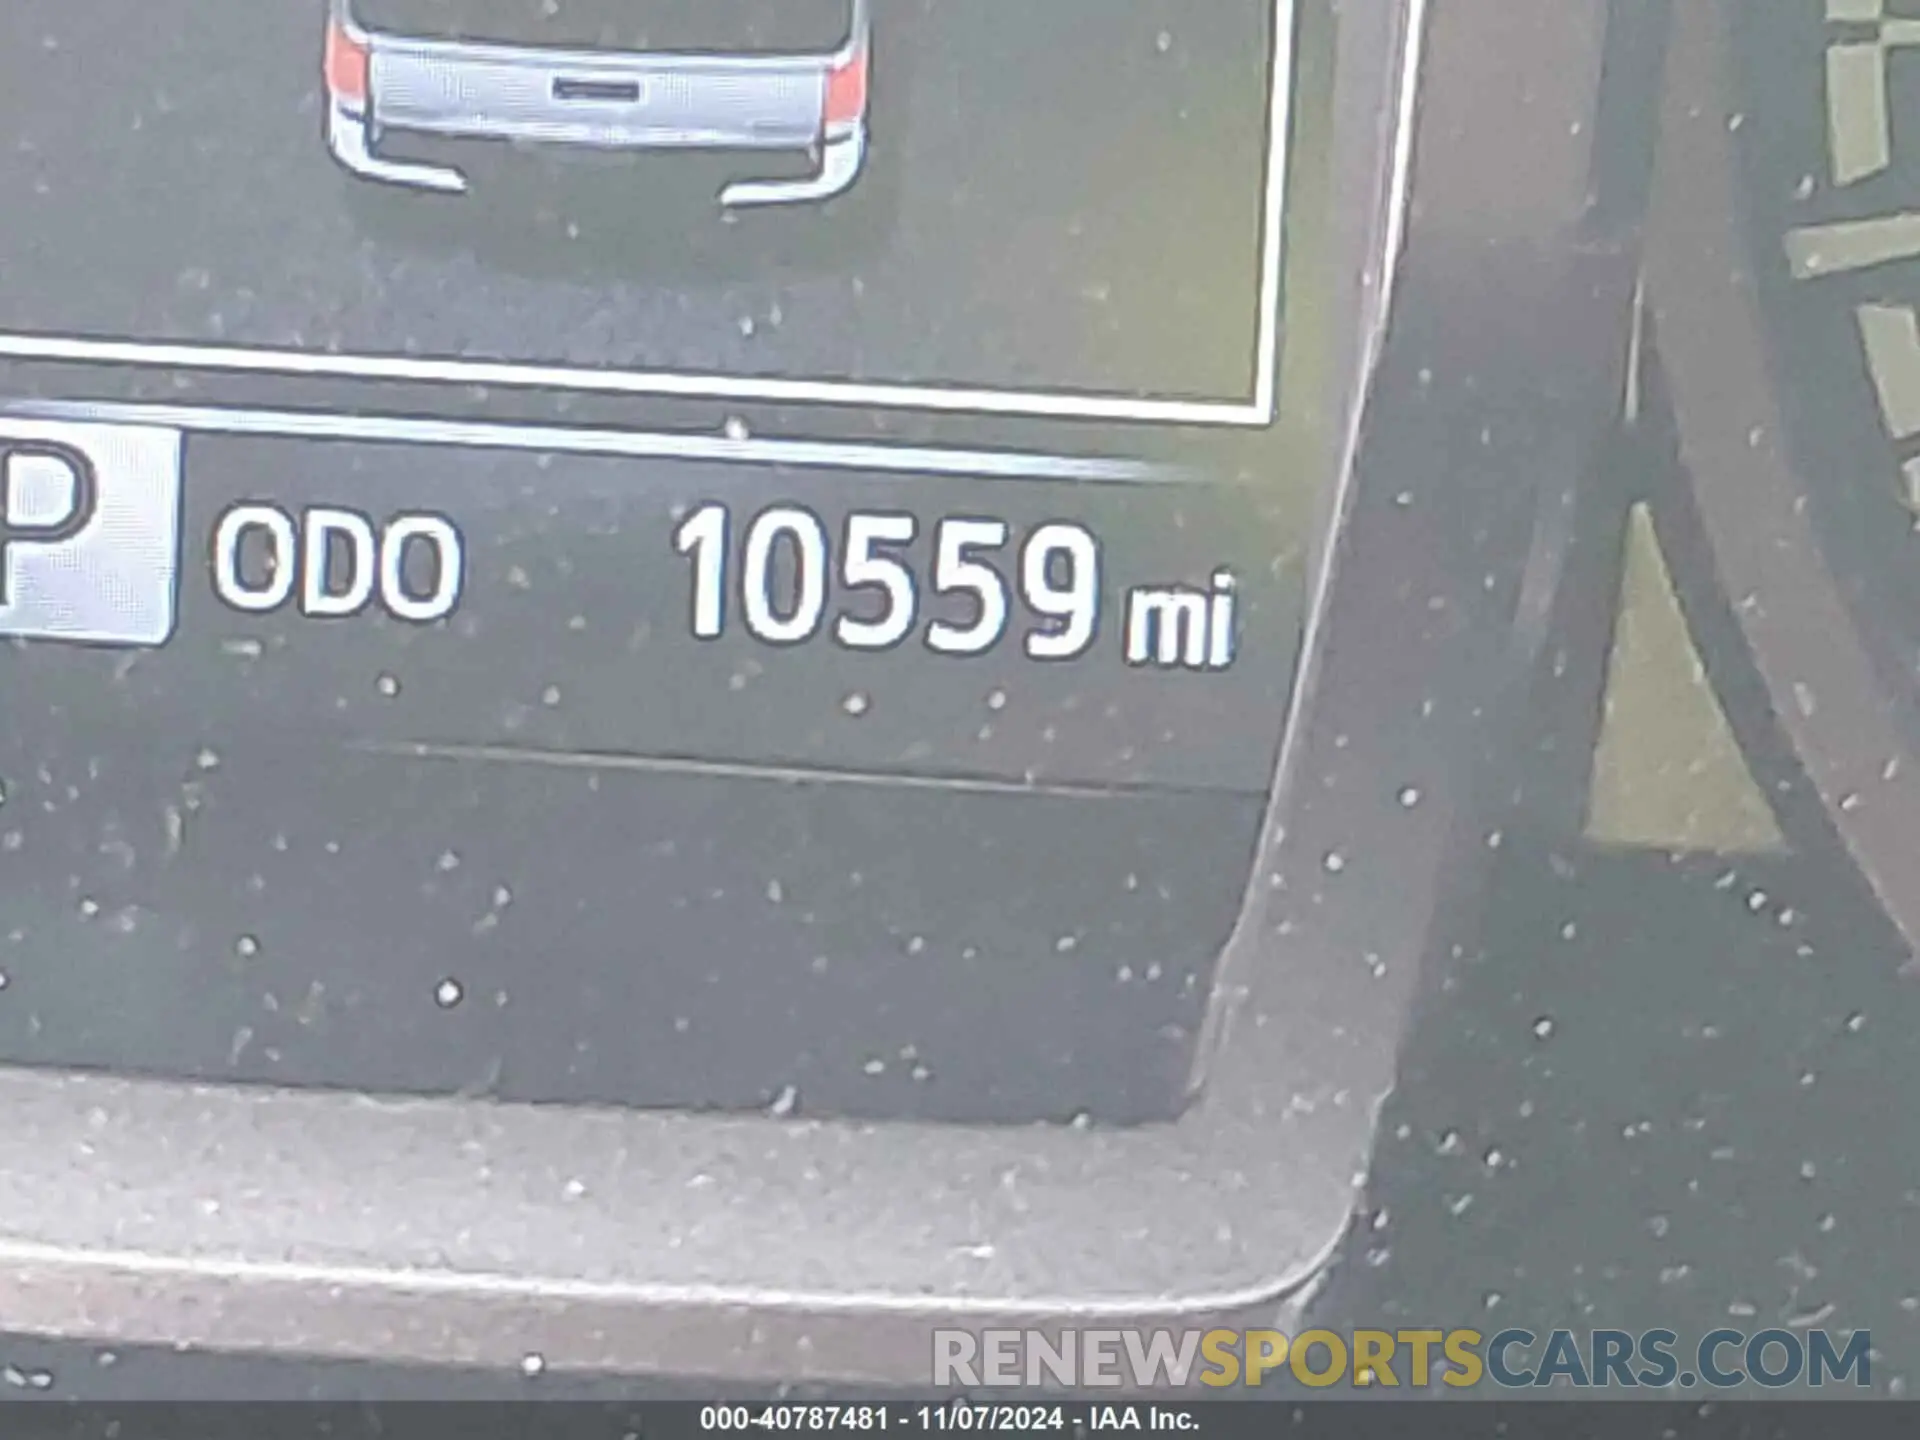 P ODO 10559 mi
RENEWSPORTSCARS.COM
000-40787481 - 11/07/2024 - IAA Inc.